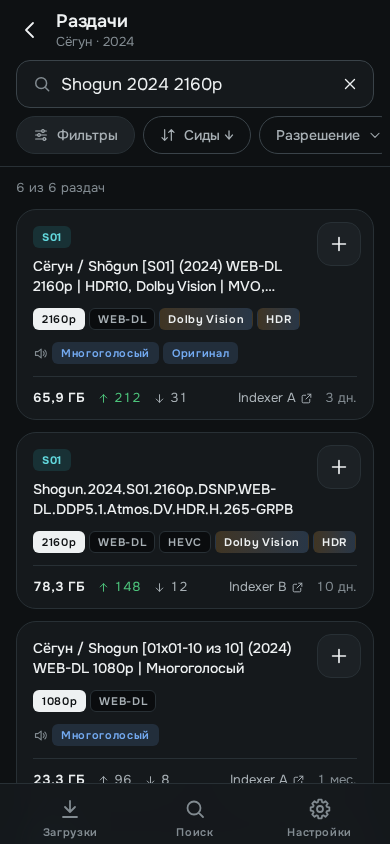 Раздачи
Сёгун · 2024
Shogun 2024 2160p
Фильтры
Сиды ↓
Разрешение
6 из 6 раздач
S01
Сёгун / Shōgun [S01] (2024) WEB-DL
2160p | HDR10, Dolby Vision | MVO,...
2160p WEB-DL Dolby Vision HDR
Многоголосый Оригинал
65,9 ГБ ↑ 212 ↓ 31 Indexer A 3 дн.
S01
Shogun.2024.S01.2160p.DSNP.WEB-
DL.DDP5.1.Atmos.DV.HDR.H.265-GRPB
2160p WEB-DL HEVC Dolby Vision HDR
78,3 ГБ ↑ 148 ↓ 12 Indexer B 10 дн.
Сёгун / Shogun [01x01-10 из 10] (2024)
WEB-DL 1080p | Многоголосый
1080p WEB-DL
Многоголосый
23,3 ГБ ↑ 96 ↓ 8 Indexer A 1 мес.
Загрузки Поиск Настройки